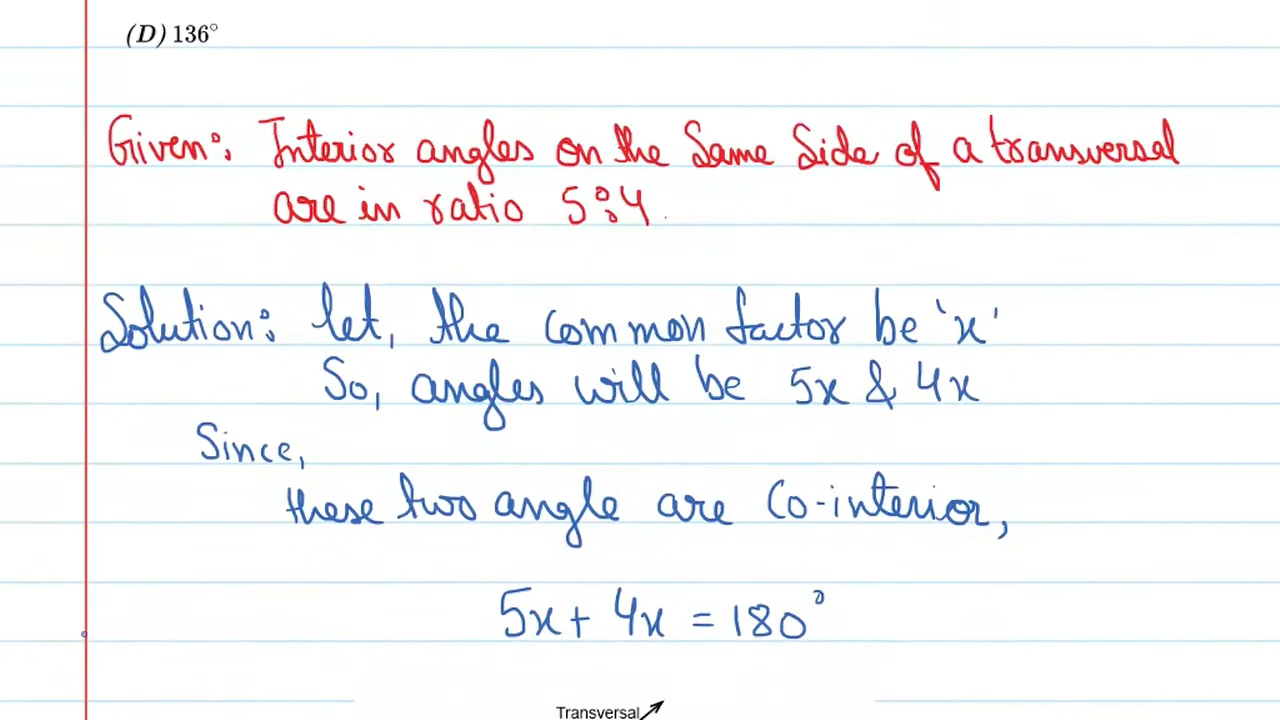 (D) 136°
Given: Interior angles on the Same Side of a transversal
are in ratio 5:4
Solution: let, the common factor be 'x'
So, angles will be 5x & 4x
Since,
these two angle are Co-interior,
5x + 4x = 180°
Transversal